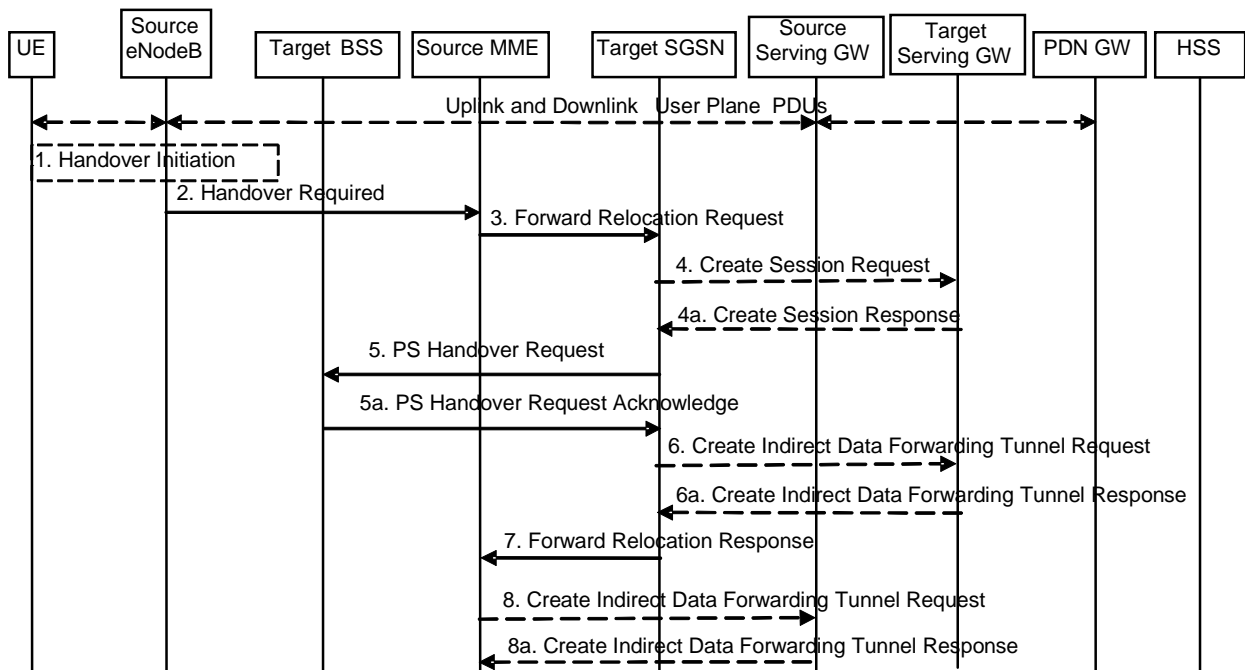 UE
Source
eNodeB
Target BSS
Source MME
Target SGSN
Source
Serving GW
Target
Serving GW
PDN GW
HSS
Uplink and Downlink User Plane PDUs
1. Handover Initiation
2. Handover Required
3. Forward Relocation Request
4. Create Session Request
4a. Create Session Response
5. PS Handover Request
5a. PS Handover Request Acknowledge
6. Create Indirect Data Forwarding Tunnel Request
6a. Create Indirect Data Forwarding Tunnel Response
7. Forward Relocation Response
8. Create Indirect Data Forwarding Tunnel Request
8a. Create Indirect Data Forwarding Tunnel Response